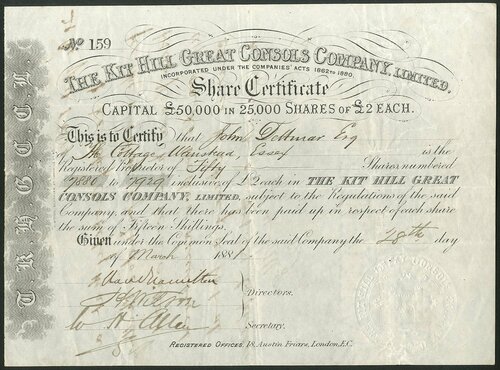 No 159
THE KIT HILL GREAT CONSOLS COMPANY, LIMITED.
INCORPORATED UNDER THE COMPANIES' ACTS 1862 TO 1880.
Share Certificate
CAPITAL £50,000 IN 25,000 SHARES OF £2 EACH.
This is to Certify that John Dettmar Esq
of The Cottage, Wanstead, Essex is the
Registered Proprietor of Fifty Shares numbered
7880 to 7929 inclusive of £2 each in THE KIT HILL GREAT
CONSOLS COMPANY, LIMITED, subject to the Regulations of the said
Company, and that there has been paid up in respect of each share
the sum of Fifteen Shillings.
Given under the Common Seal of the said Company the 28th day
of March 188
Directors.
W. H. Allen
Secretary.
REGISTERED OFFICES, 18, Austin Friars, London, E.C.
T. K. H. G. C. C. L.